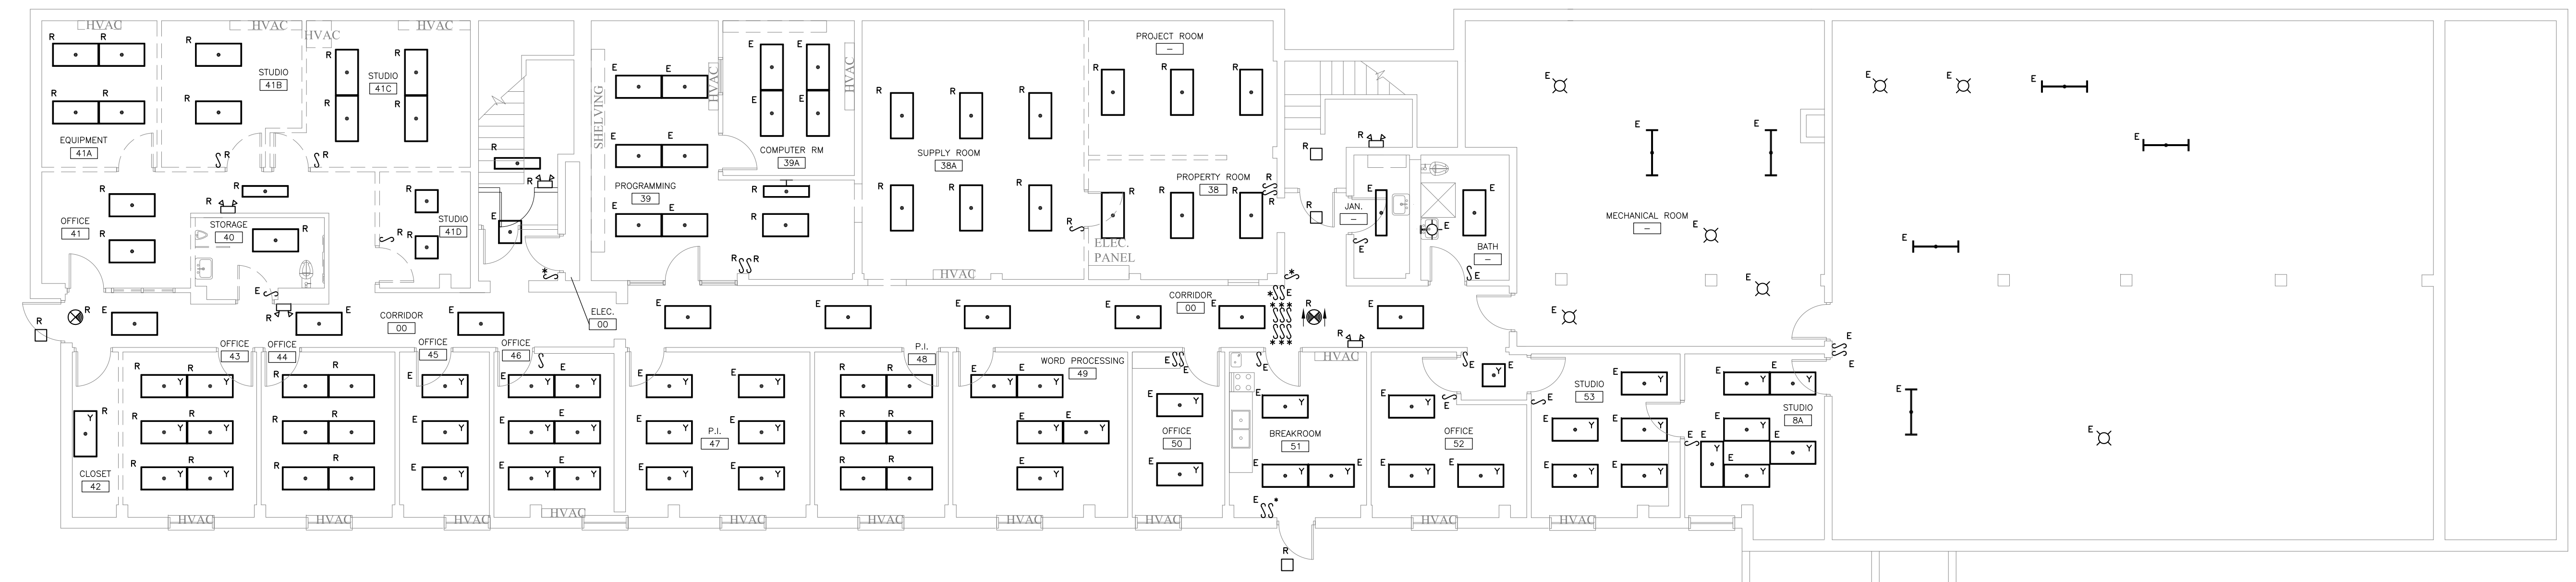 HVAC
HVAC
HVAC
HVAC
STUDIO
41B
STUDIO
41C
EQUIPMENT
41A
OFFICE
41
STORAGE
40
STUDIO
41D
SHELVING
HVAC
HVAC
COMPUTER RM
39A
PROGRAMMING
39
SUPPLY ROOM
38A
HVAC
PROJECT ROOM
-
PROPERTY ROOM
38
ELEC.
PANEL
JAN.
-
BATH
-
MECHANICAL ROOM
-
CORRIDOR
00
ELEC.
00
CORRIDOR
00
OFFICE
43
OFFICE
44
OFFICE
45
OFFICE
46
P.I.
48
WORD PROCESSING
49
HVAC
CLOSET
42
P.I.
47
OFFICE
50
BREAKROOM
51
OFFICE
52
STUDIO
53
STUDIO
8A
HVAC
HVAC
HVAC
HVAC
HVAC
HVAC
HVAC
HVAC
HVAC
HVAC